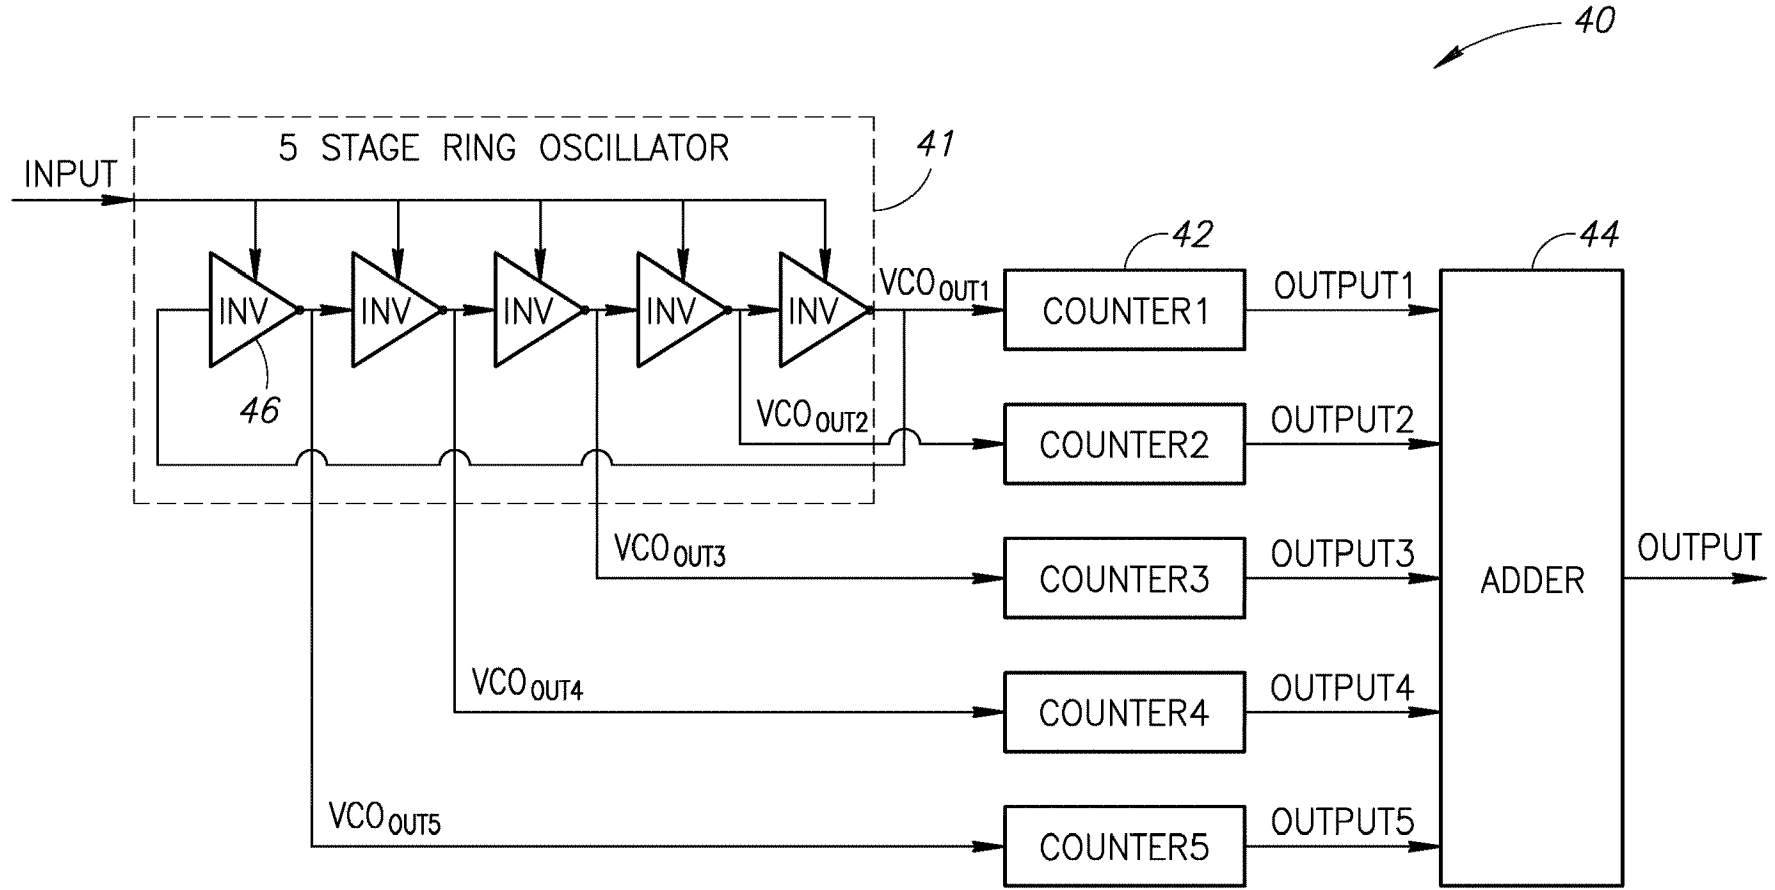 40
5 STAGE RING OSCILLATOR
41
INPUT
42
44
INV
INV
INV
INV
INV
VCO OUT1
COUNTER1
OUTPUT1
46
VCO OUT2
COUNTER2
OUTPUT2
VCO OUT3
COUNTER3
OUTPUT3
ADDER
OUTPUT
VCO OUT4
COUNTER4
OUTPUT4
VCO OUT5
COUNTER5
OUTPUT5